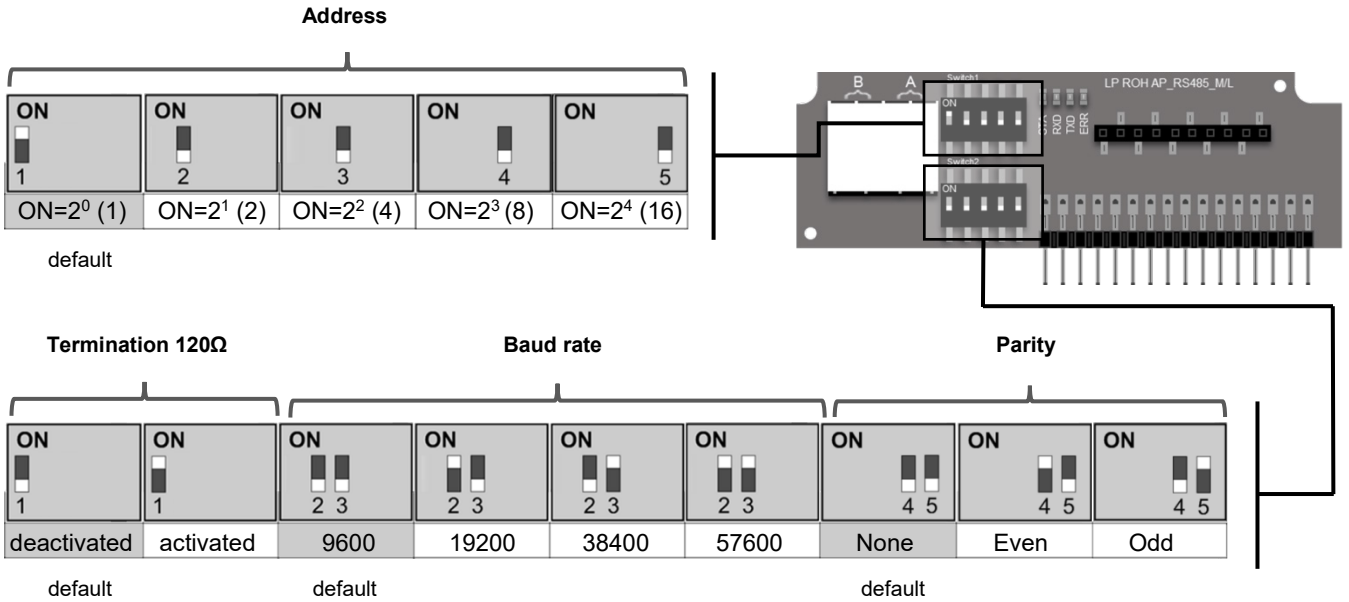 Address
ON ON ON ON ON
1 2 3 4 5
ON=2⁰ (1) ON=2¹ (2) ON=2² (4) ON=2³ (8) ON=2⁴ (16)
default
Switch1
B A
LP ROH AP_RS485_M/L
ON
RXD
TXD
ERR
Switch2
ON
Termination 120Ω Baud rate Parity
ON ON ON ON ON ON ON ON ON
1 1 2 3 2 3 2 3 2 3 4 5 4 5 4 5
deactivated activated 9600 19200 38400 57600 None Even Odd
default default default